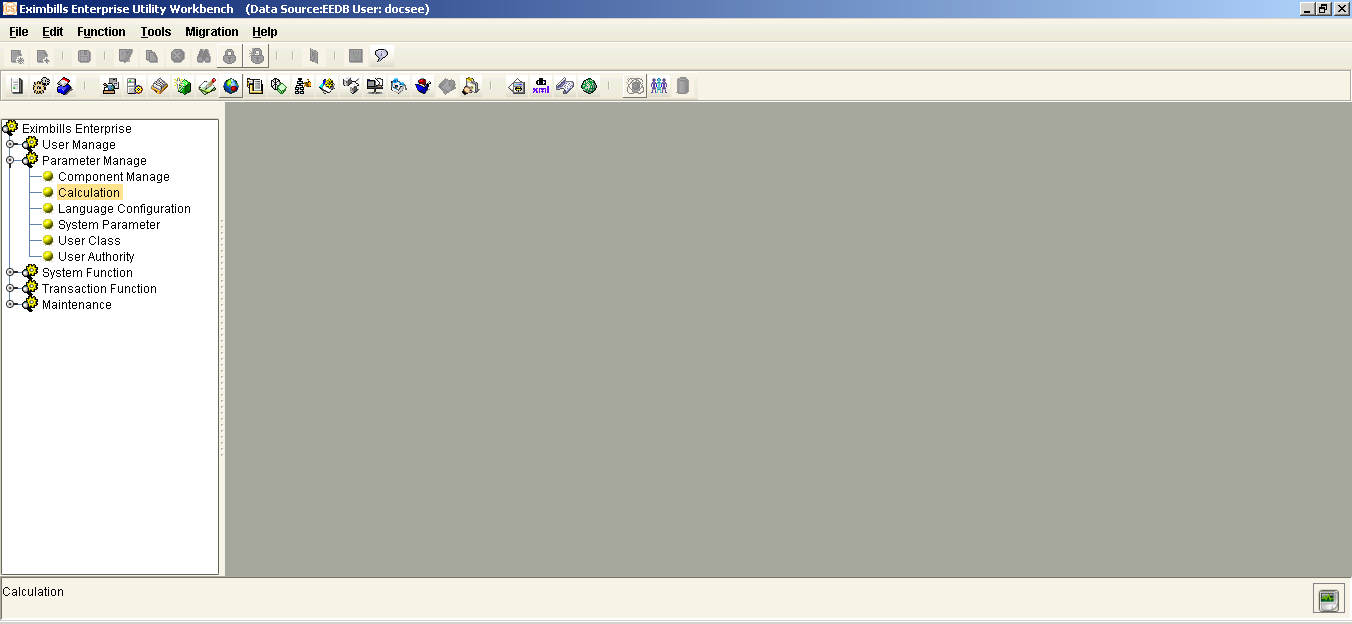 Eximbills Enterprise Utility Workbench (Data Source:EEDB User: docsee)
File Edit Function Tools Migration Help
xml
Eximbills Enterprise
User Manage
Parameter Manage
Component Manage
Calculation
Language Configuration
System Parameter
User Class
User Authority
System Function
Transaction Function
Maintenance
Calculation